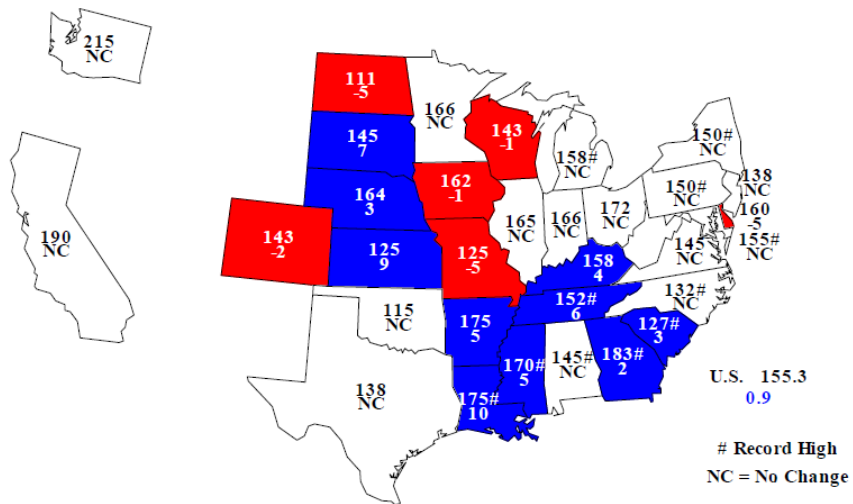 215
NC
111
-5
166
NC
143
-1
158#
NC
150#
NC
145
7
162
-1
150#
NC
138
NC
164
3
165
NC
166
NC
172
NC
160
-5
190
NC
143
-2
125
9
125
-5
158
4
145
NC
155#
NC
115
NC
175
5
152#
6
132#
NC
127#
3
138
NC
175#
10
170#
5
145#
NC
183#
2
U.S. 155.3
0.9
# Record High
NC = No Change